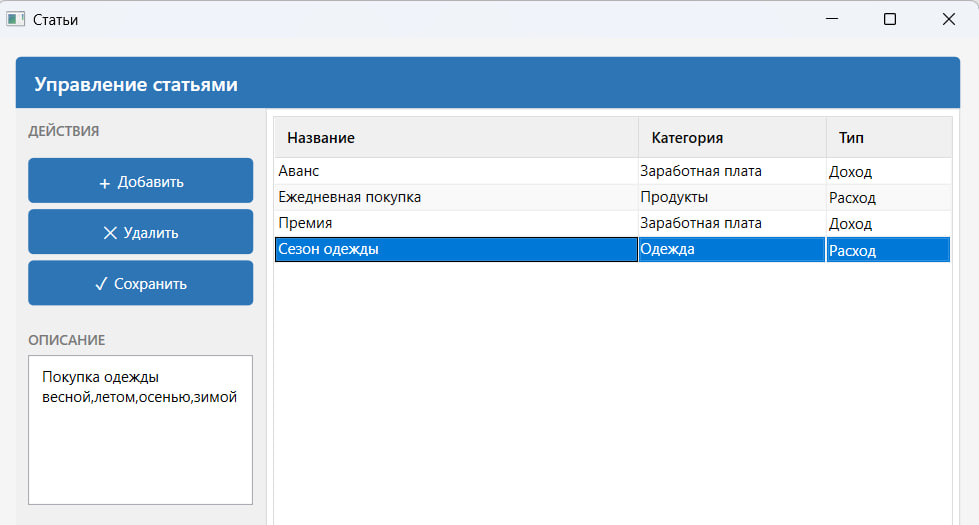 Статьи
Управление статьями
ДЕЙСТВИЯ
+ Добавить
✕ Удалить
✓ Сохранить
ОПИСАНИЕ
Покупка одежды
весной,летом,осенью,зимой
Название Категория Тип
Аванс Заработная плата Доход
Ежедневная покупка Продукты Расход
Премия Заработная плата Доход
Сезон одежды Одежда Расход